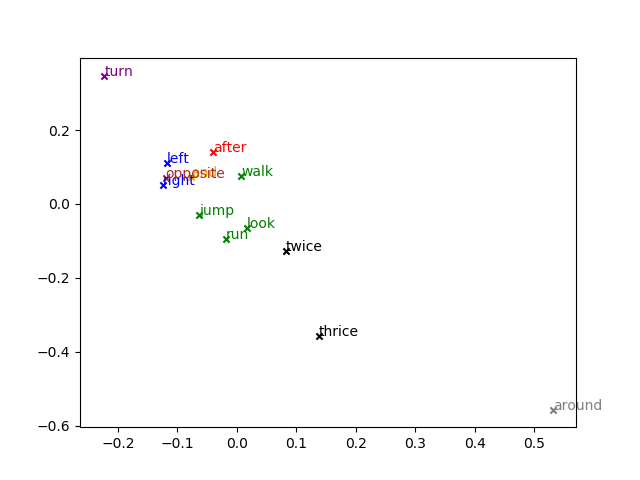 turn
0.2
after
left
walk
opposite
right
0.0
jump
look
run
twice
−0.2
thrice
−0.4
around
−0.6
−0.2 −0.1 0.0 0.1 0.2 0.3 0.4 0.5